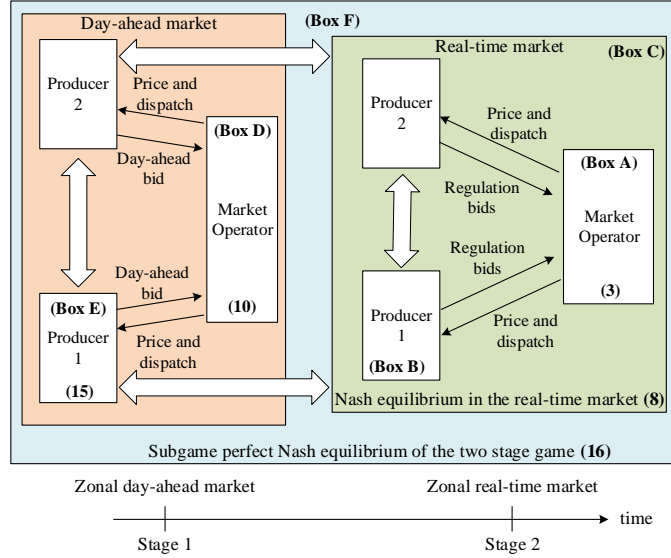 Day-ahead market
(Box F)
Producer
2
Price and
dispatch
Day-ahead
bid
(Box D)
Market
Operator
(10)
Day-ahead
bid
Price and
dispatch
(Box E)
Producer
1
(15)
Real-time market
(Box C)
Producer
2
Price and
dispatch
Regulation
bids
(Box A)
Market
Operator
(3)
Regulation
bids
Price and
dispatch
Producer
1
(Box B)
Nash equilibrium in the real-time market (8)
Subgame perfect Nash equilibrium of the two stage game (16)
Zonal day-ahead market
Zonal real-time market
time
Stage 1
Stage 2